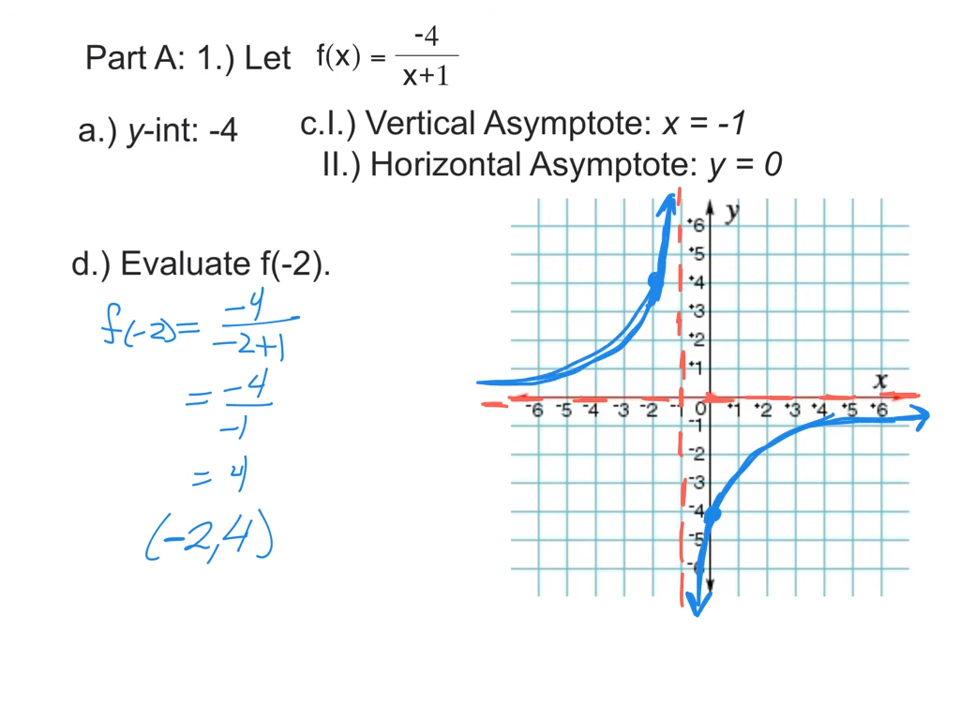 Part A: 1.) Let f(x) = -4 / x+1
a.) y-int: -4
c.I.) Vertical Asymptote: x = -1
II.) Horizontal Asymptote: y = 0
d.) Evaluate f(-2).
f(-2) = -4 / -2+1
= -4 / -1
= 4
(-2,4)
y
+6
+5
+4
+3
+2
+1
x
-6 -5 -4 -3 -2 -1 0 +1 +2 +3 +4 +5 +6
-1
-2
-3
-4
-5
-6